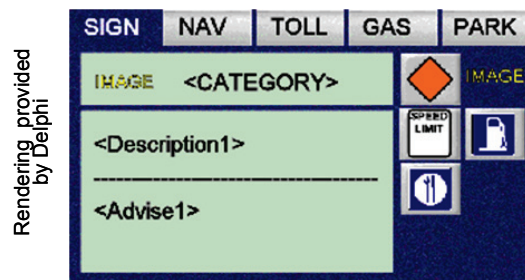 Rendering provided
by Delphi
SIGN NAV TOLL GAS PARK
IMAGE <CATEGORY>
IMAGE
SPEED
LIMIT
<Description1>
<Advise1>